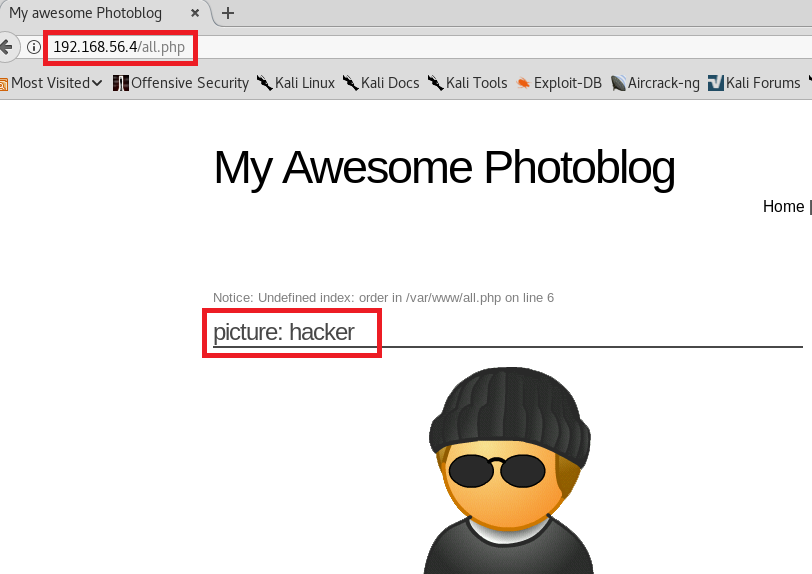 My awesome Photoblog × +
192.168.56.4/all.php
Most Visited Offensive Security Kali Linux Kali Docs Kali Tools Exploit-DB Aircrack-ng Kali Forums
My Awesome Photoblog
Home |
Notice: Undefined index: order in /var/www/all.php on line 6
picture: hacker